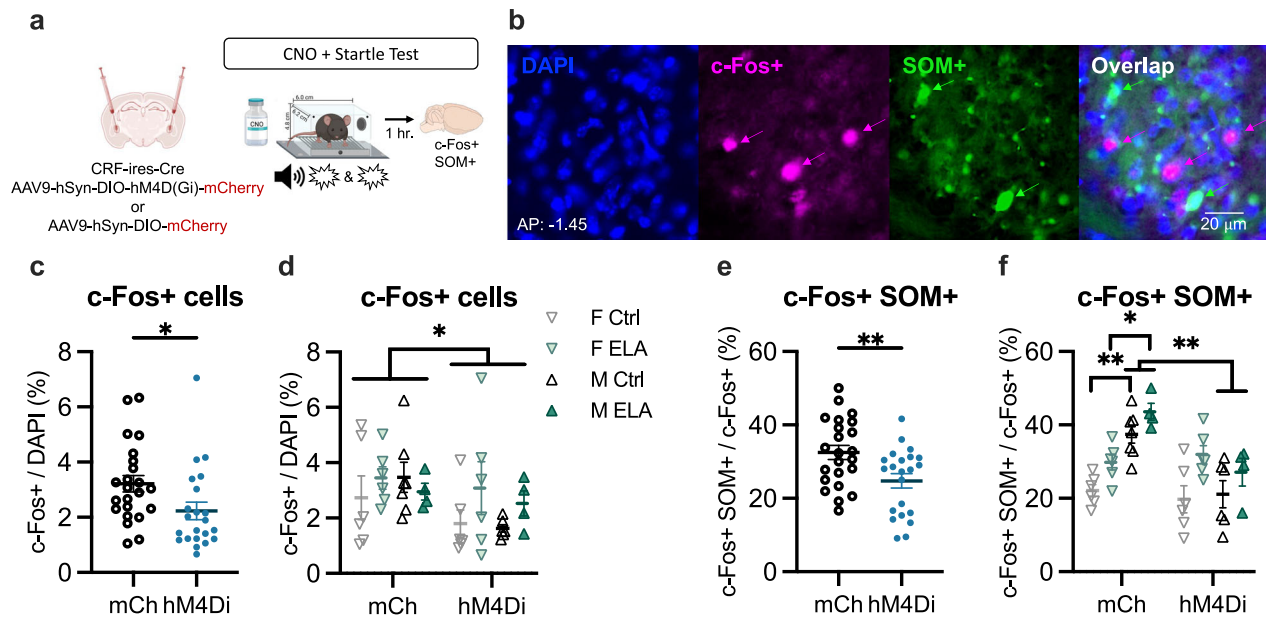 a
CNO + Startle Test
6.0 cm
6.2 cm
4.8 cm
CNO
1 hr.
c-Fos+
SOM+
&
CRF-ires-Cre
AAV9-hSyn-DIO-hM4D(Gi)-mCherry
or
AAV9-hSyn-DIO-mCherry
b
DAPI
c-Fos+
SOM+
Overlap
AP: -1.45
20 μm
c
c-Fos+ cells
*
c-Fos+ / DAPI (%)
8
6
4
2
0
mCh hM4Di
d
c-Fos+ cells
*
c-Fos+ / DAPI (%)
8
6
4
2
0
mCh hM4Di
F Ctrl
F ELA
M Ctrl
M ELA
e
c-Fos+ SOM+
**
c-Fos+ SOM+ / c-Fos+ (%)
60
40
20
0
mCh hM4Di
f
c-Fos+ SOM+
*
** **
c-Fos+ SOM+ / c-Fos+ (%)
60
40
20
0
mCh hM4Di